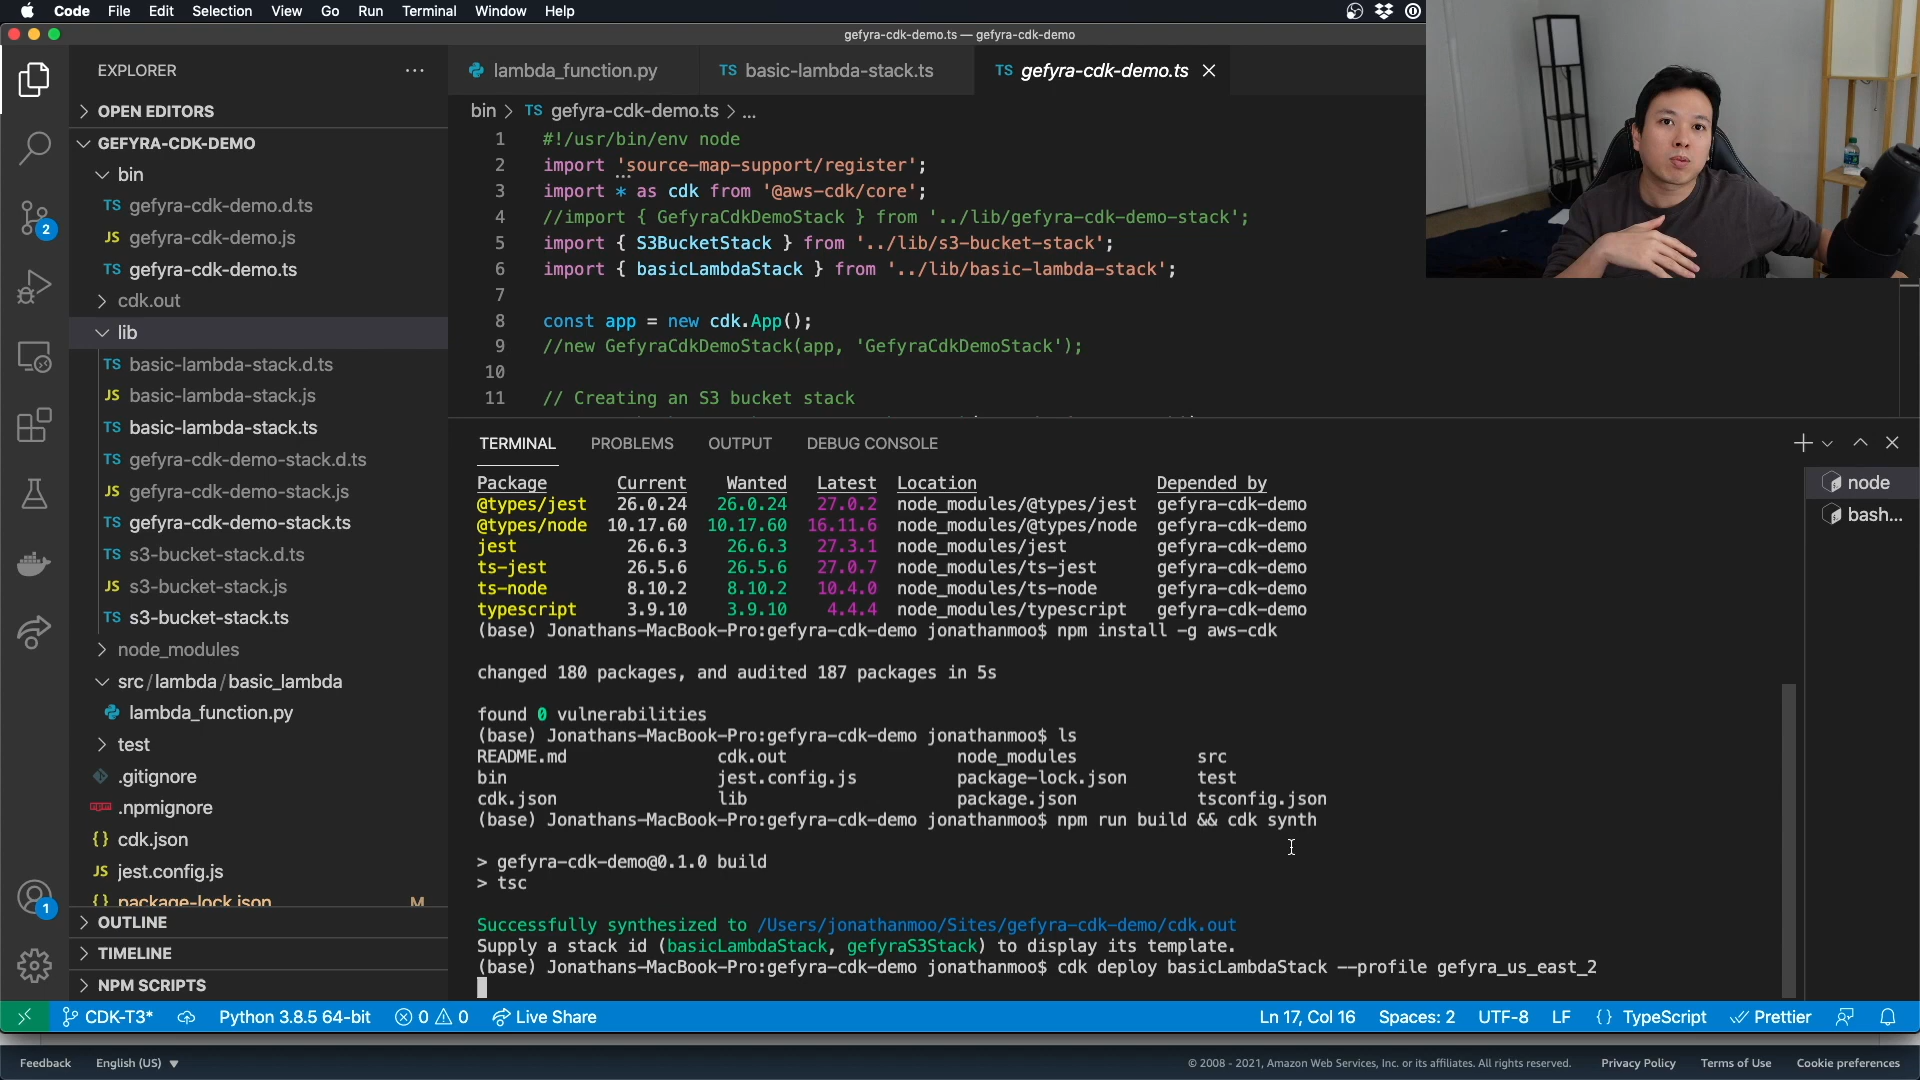 Code File Edit Selection View Go Run Terminal Window Help
gefyra-cdk-demo.ts — gefyra-cdk-demo
EXPLORER
OPEN EDITORS
GEFYRA-CDK-DEMO
bin
TS gefyra-cdk-demo.d.ts
JS gefyra-cdk-demo.js
TS gefyra-cdk-demo.ts
cdk.out
lib
TS basic-lambda-stack.d.ts
JS basic-lambda-stack.js
TS basic-lambda-stack.ts
TS gefyra-cdk-demo-stack.d.ts
JS gefyra-cdk-demo-stack.js
TS gefyra-cdk-demo-stack.ts
TS s3-bucket-stack.d.ts
JS s3-bucket-stack.js
TS s3-bucket-stack.ts
node_modules
src/lambda/basic_lambda
lambda_function.py
test
.gitignore
.npmignore
{} cdk.json
JS jest.config.js
{} package-lock.json M
OUTLINE
TIMELINE
NPM SCRIPTS
2
1
lambda_function.py TS basic-lambda-stack.ts TS gefyra-cdk-demo.ts
bin > TS gefyra-cdk-demo.ts > ...
1 #!/usr/bin/env node
2 import 'source-map-support/register';
3 import * as cdk from '@aws-cdk/core';
4 //import { GefyraCdkDemoStack } from '../lib/gefyra-cdk-demo-stack';
5 import { S3BucketStack } from '../lib/s3-bucket-stack';
6 import { basicLambdaStack } from '../lib/basic-lambda-stack';
7
8 const app = new cdk.App();
9 //new GefyraCdkDemoStack(app, 'GefyraCdkDemoStack');
10
11 // Creating an S3 bucket stack
TERMINAL PROBLEMS OUTPUT DEBUG CONSOLE
node
bash...
Package Current Wanted Latest Location Depended by
@types/jest 26.0.24 26.0.24 27.0.2 node_modules/@types/jest gefyra-cdk-demo
@types/node 10.17.60 10.17.60 16.11.6 node_modules/@types/node gefyra-cdk-demo
jest 26.6.3 26.6.3 27.3.1 node_modules/jest gefyra-cdk-demo
ts-jest 26.5.6 26.5.6 27.0.7 node_modules/ts-jest gefyra-cdk-demo
ts-node 8.10.2 8.10.2 10.4.0 node_modules/ts-node gefyra-cdk-demo
typescript 3.9.10 3.9.10 4.4.4 node_modules/typescript gefyra-cdk-demo
(base) Jonathans-MacBook-Pro:gefyra-cdk-demo jonathanmoo$ npm install -g aws-cdk
changed 180 packages, and audited 187 packages in 5s
found 0 vulnerabilities
(base) Jonathans-MacBook-Pro:gefyra-cdk-demo jonathanmoo$ ls
README.md cdk.out node_modules src
bin jest.config.js package-lock.json test
cdk.json lib package.json tsconfig.json
(base) Jonathans-MacBook-Pro:gefyra-cdk-demo jonathanmoo$ npm run build && cdk synth
> gefyra-cdk-demo@0.1.0 build
> tsc
Successfully synthesized to /Users/jonathanmoo/Sites/gefyra-cdk-demo/cdk.out
Supply a stack id (basicLambdaStack, gefyraS3Stack) to display its template.
(base) Jonathans-MacBook-Pro:gefyra-cdk-demo jonathanmoo$ cdk deploy basicLambdaStack --profile gefyra_us_east_2
CDK-T3* Python 3.8.5 64-bit 0 0 Live Share Ln 17, Col 16 Spaces: 2 UTF-8 LF {} TypeScript Prettier
Feedback English (US) © 2008 - 2021, Amazon Web Services, Inc. or its affiliates. All rights reserved. Privacy Policy Terms of Use Cookie preferences